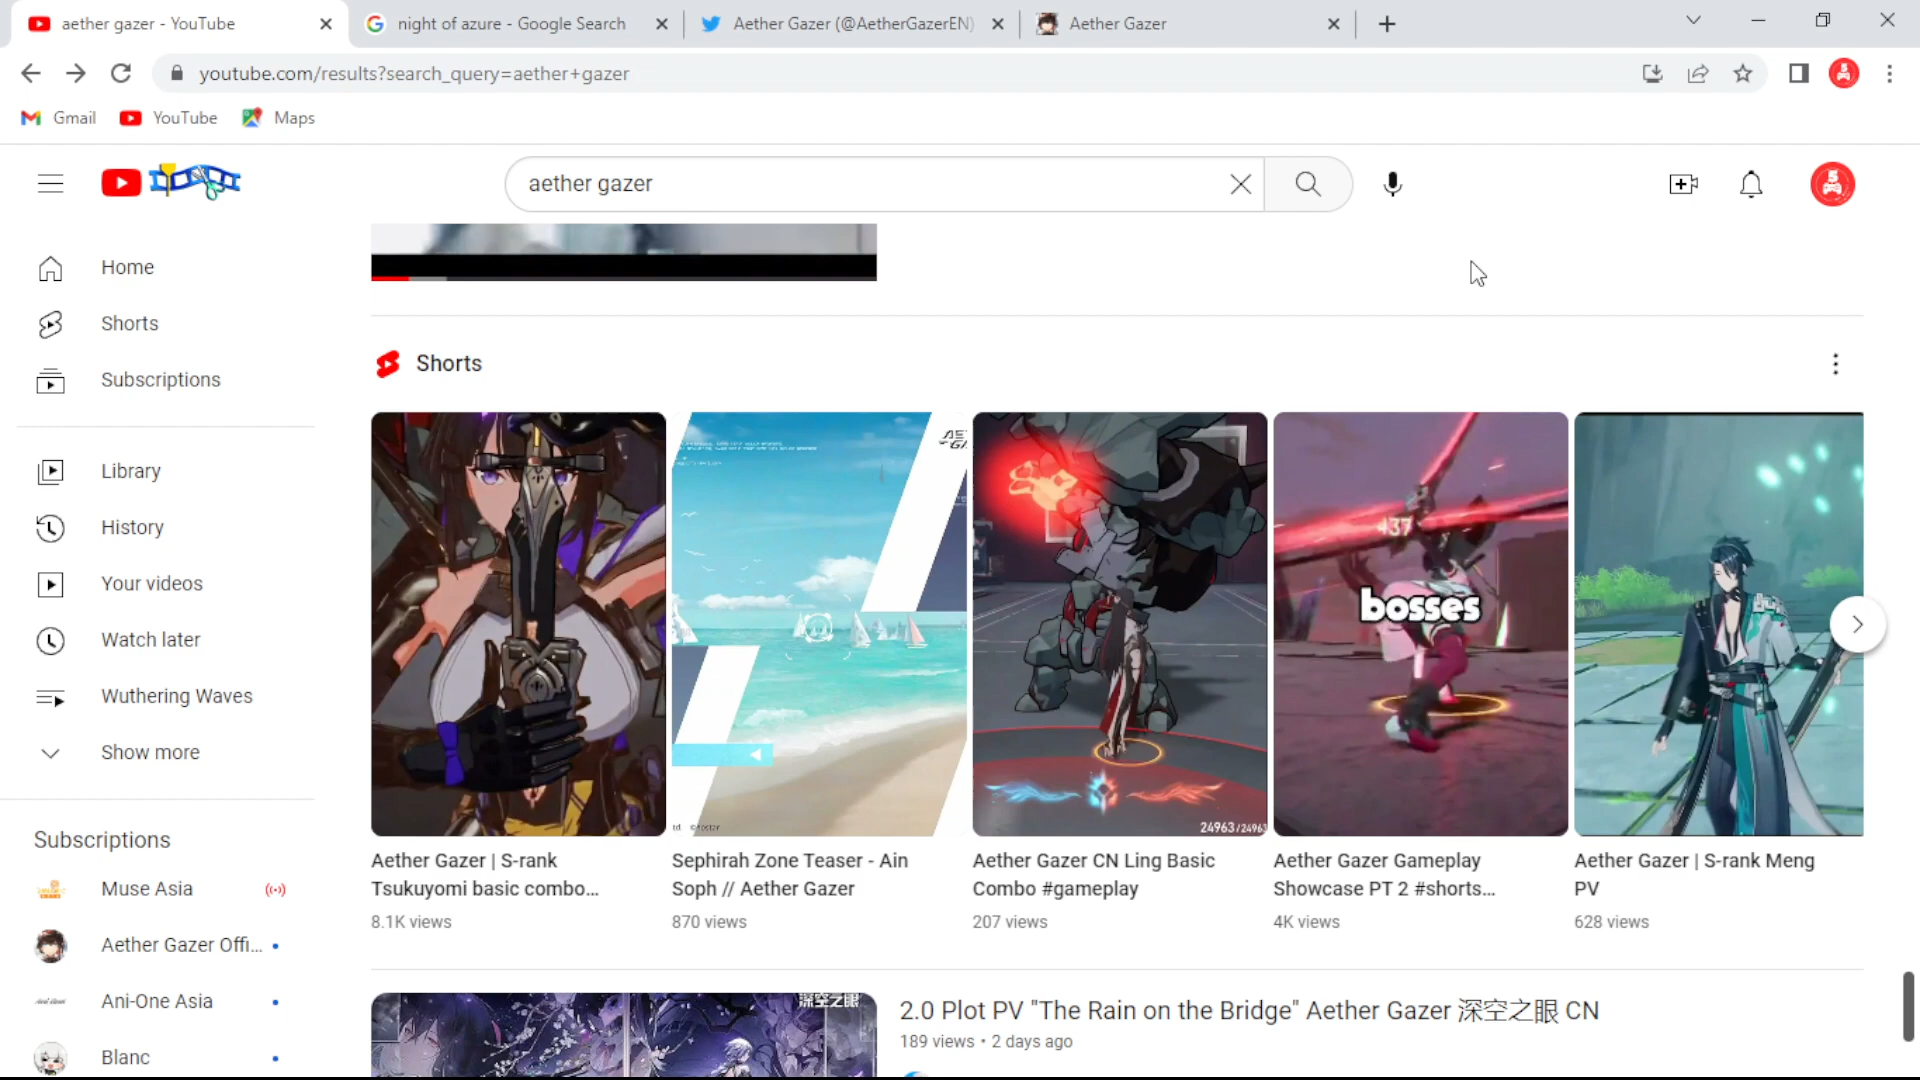 aether gazer - YouTube
night of azure - Google Search
Aether Gazer (@AetherGazerEN)
Aether Gazer
youtube.com/results?search_query=aether+gazer
Gmail
YouTube
Maps
aether gazer
Home
Shorts
Subscriptions
Library
History
Your videos
Watch later
Wuthering Waves
Show more
Subscriptions
Muse Asia
Aether Gazer Offi...
Ani-One Asia
Blanc
Shorts
437
bosses
24963/24963
Aether Gazer | S-rank
Tsukuyomi basic combo...
8.1K views
Sephirah Zone Teaser - Ain
Soph // Aether Gazer
870 views
Aether Gazer CN Ling Basic
Combo #gameplay
207 views
Aether Gazer Gameplay
Showcase PT 2 #shorts...
4K views
Aether Gazer | S-rank Meng
PV
628 views
深空之眼
2.0 Plot PV "The Rain on the Bridge" Aether Gazer 深空之眼 CN
189 views • 2 days ago